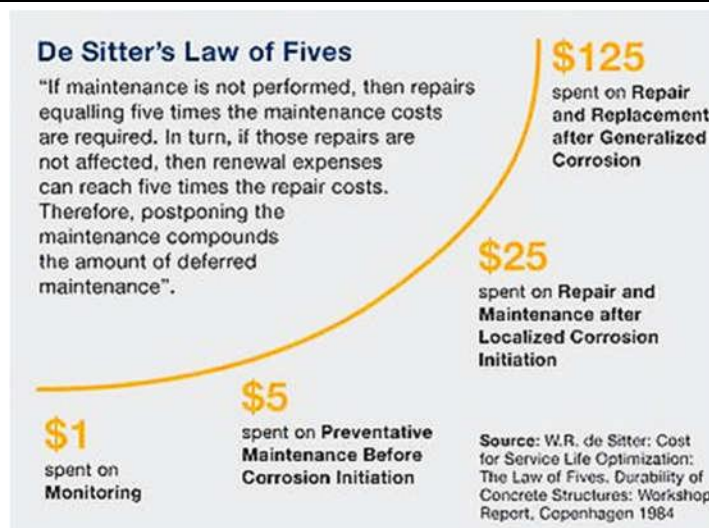 De Sitter's Law of Fives
"If maintenance is not performed, then repairs
equalling five times the maintenance costs
are required. In turn, if those repairs are
not affected, then renewal expenses
can reach five times the repair costs.
Therefore, postponing the
maintenance compounds
the amount of deferred
maintenance".
$125
spent on Repair
and Replacement
after Generalized
Corrosion
$25
spent on Repair and
Maintenance after
Localized Corrosion
Initiation
$5
spent on Preventative
Maintenance Before
Corrosion Initiation
$1
spent on
Monitoring
Source: W.R. de Sitter: Cost
for Service Life Optimization:
The Law of Fives. Durability of
Concrete Structures: Workshop
Report, Copenhagen 1984